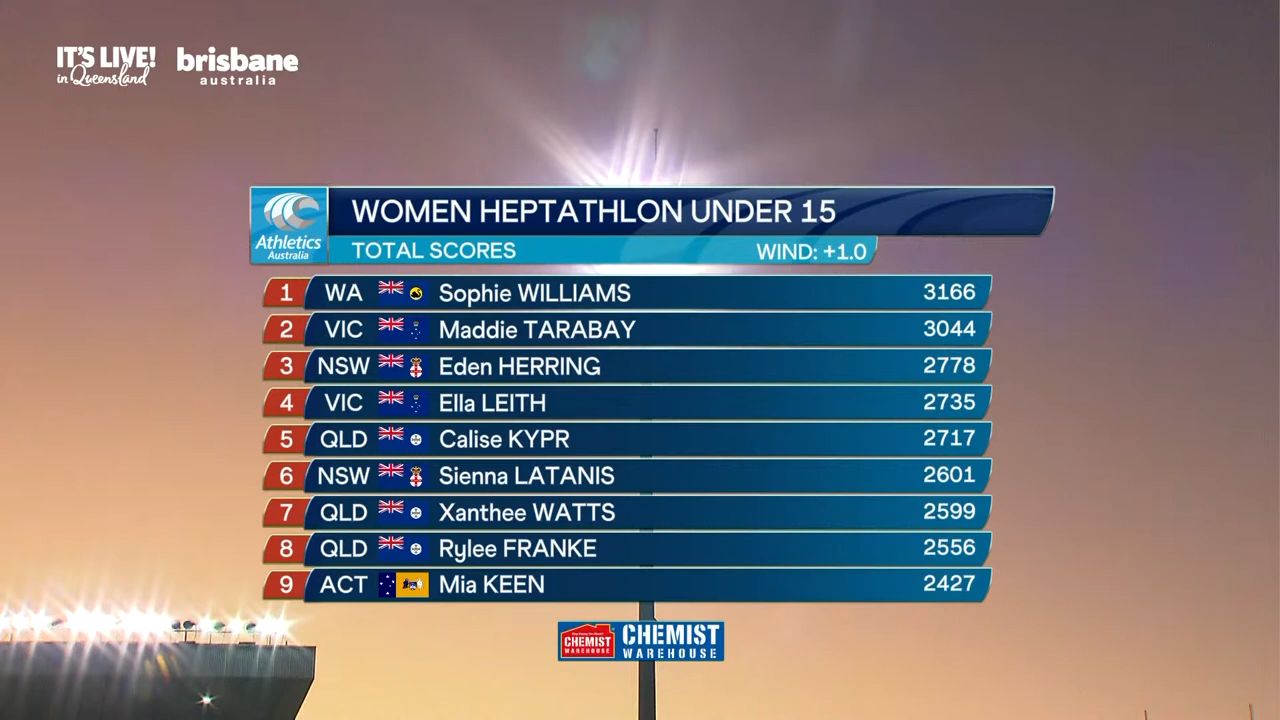 IT'S LIVE!
in Queensland
brisbane
australia
WOMEN HEPTATHLON UNDER 15
Athletics
Australia
TOTAL SCORES WIND: +1.0
1 WA Sophie WILLIAMS 3166
2 VIC Maddie TARABAY 3044
3 NSW Eden HERRING 2778
4 VIC Ella LEITH 2735
5 QLD Calise KYPR 2717
6 NSW Sienna LATANIS 2601
7 QLD Xanthee WATTS 2599
8 QLD Rylee FRANKE 2556
9 ACT Mia KEEN 2427
CHEMIST
WAREHOUSE
CHEMIST
WAREHOUSE